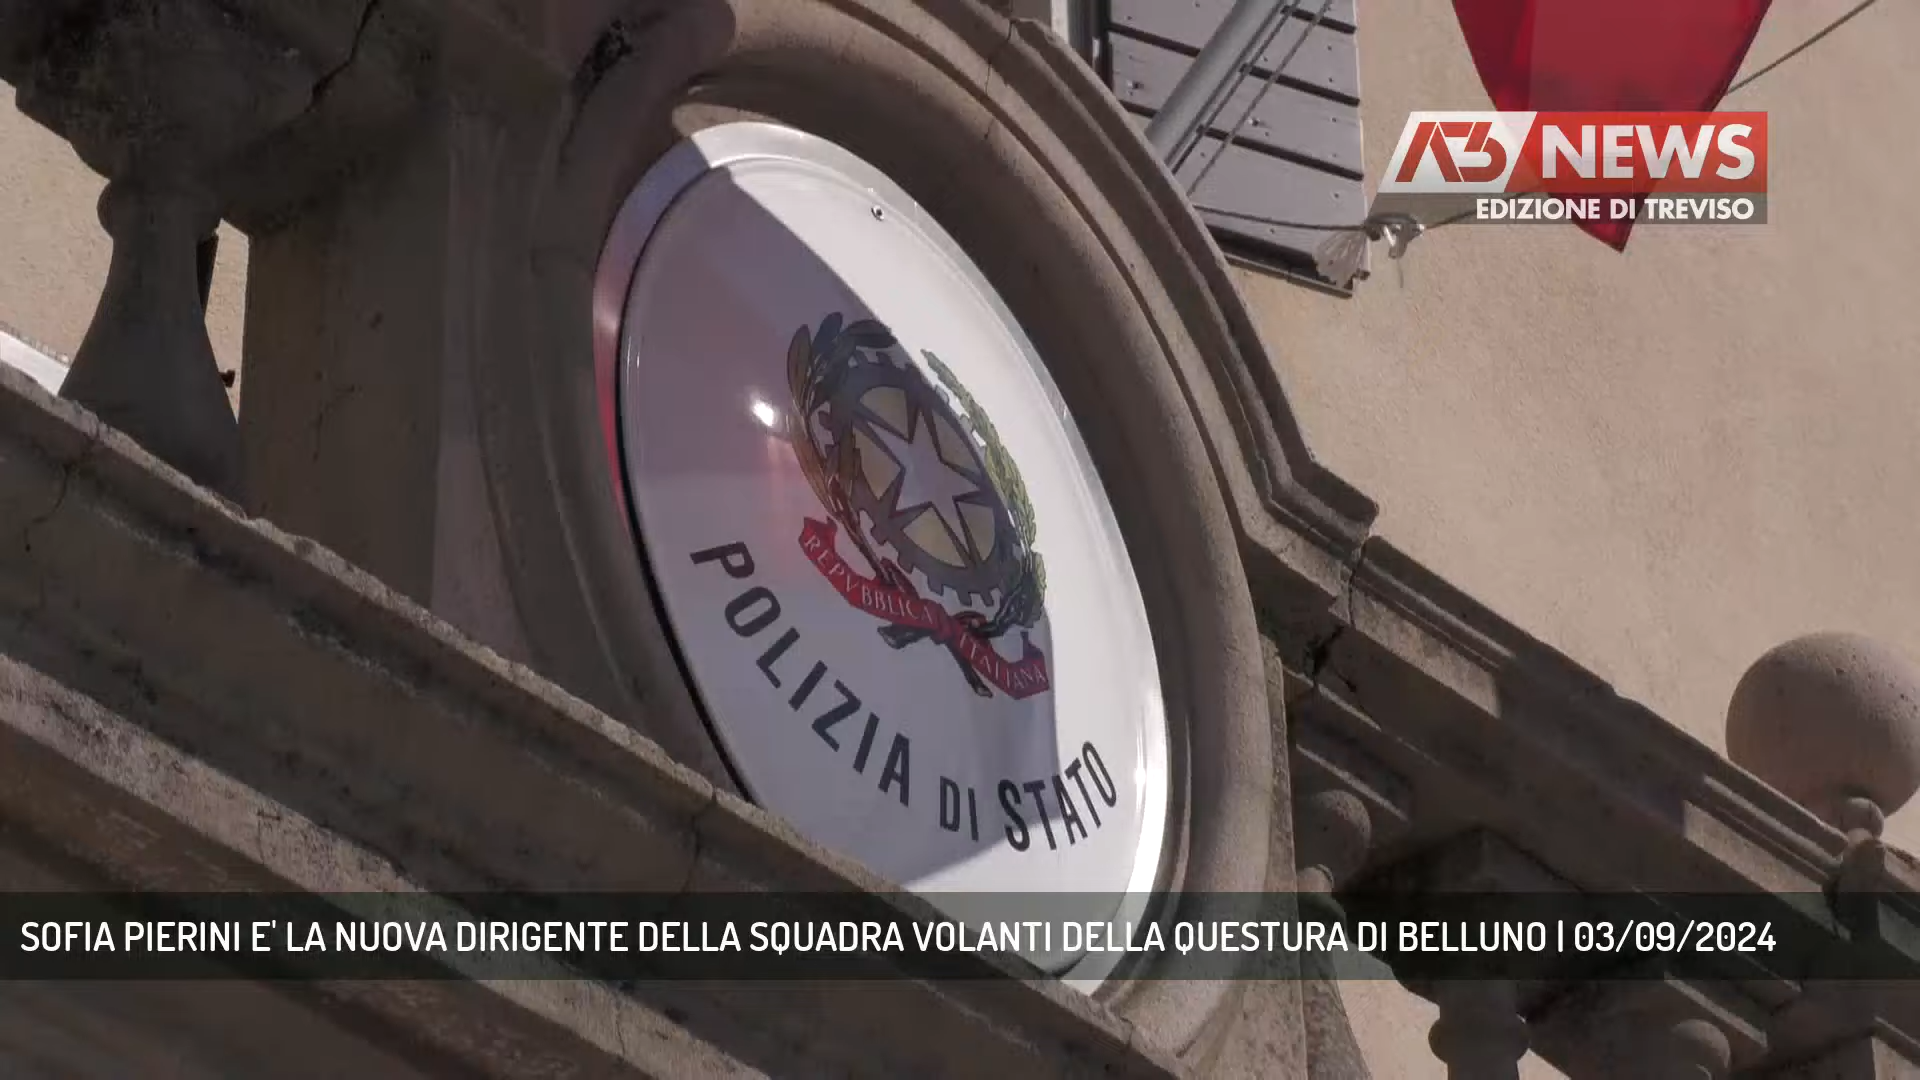 A3 NEWS
EDIZIONE DI TREVISO
REPVBBLICA ITALIANA
POLIZIA DI STATO
SOFIA PIERINI E' LA NUOVA DIRIGENTE DELLA SQUADRA VOLANTI DELLA QUESTURA DI BELLUNO | 03/09/2024